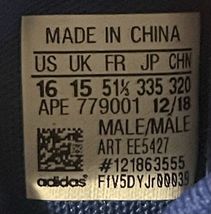 MADE IN CHINA
US UK FR JP CHN
16 15 51⅓ 335 320
APE 779001 12/18
MALE/MALE
ART EE5427
#121863555
adidas FfV5DYJr00039